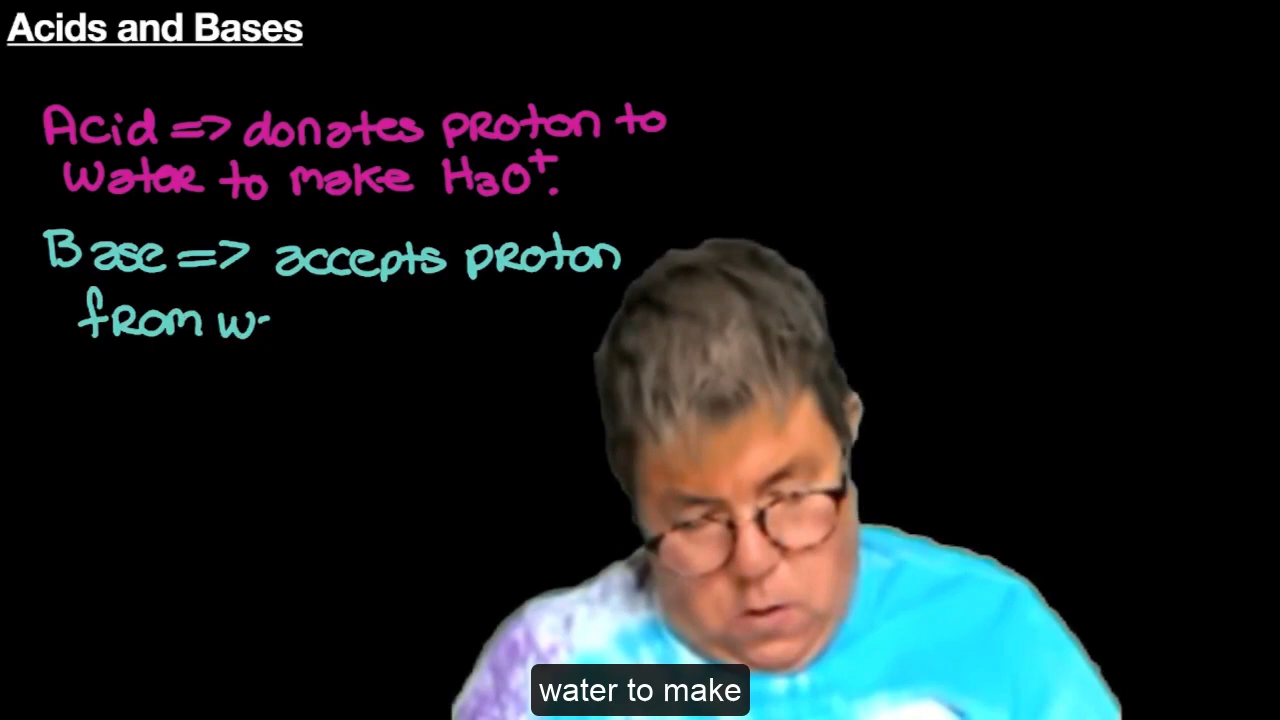 Acids and Bases
Acid => donates proton to
water to make H3O+.
Base => accepts proton
from w
water to make